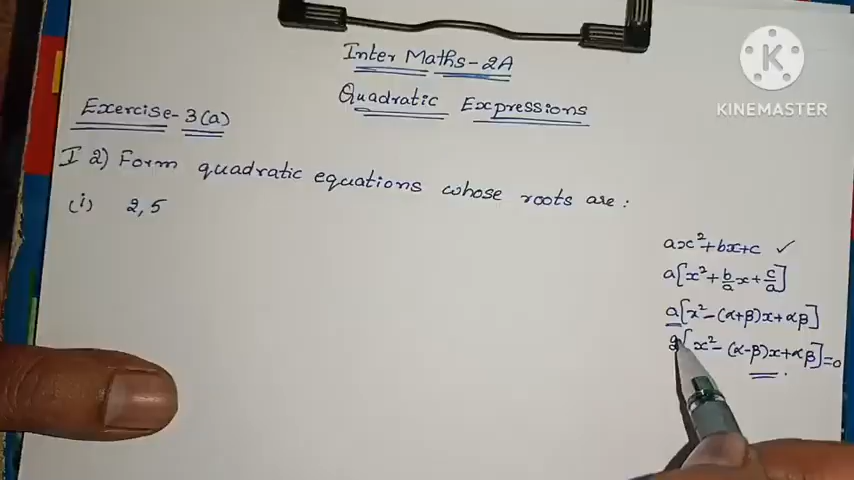 Inter Maths-2A
Quadratic Expressions
KINEMASTER
Exercise-3(a)
I 2) Form quadratic equations whose roots are:
(i) 2, 5
ax²+bx+c ✓
a[x²+b/a x+c/a]
a[x²-(α+β)x+αβ]
[x²-(α-β)x+αβ]=0